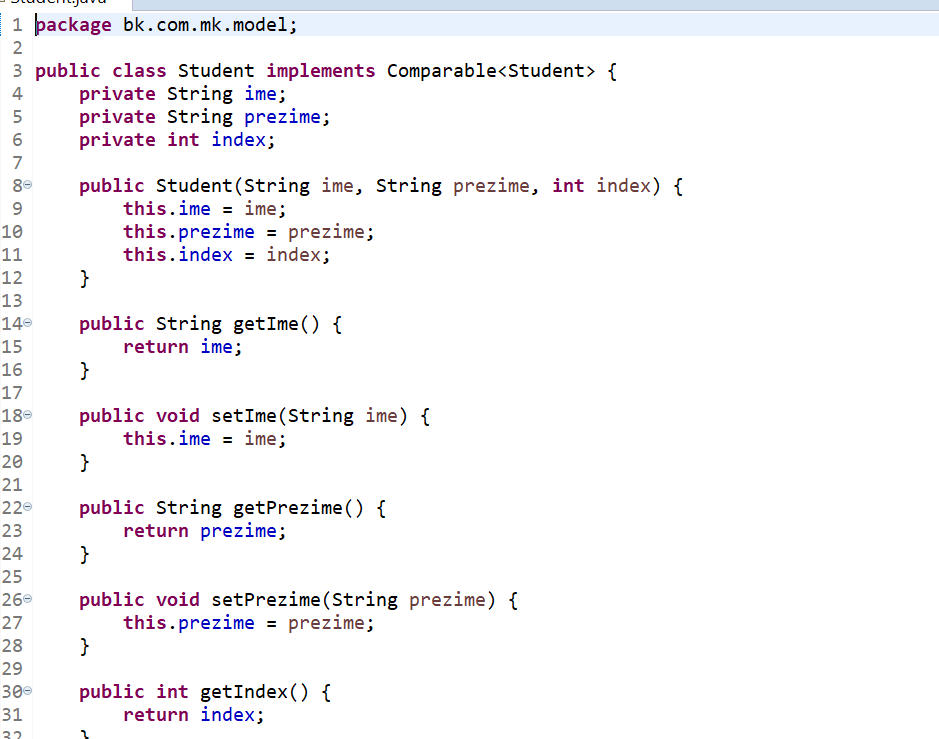 Student.java
1 package bk.com.mk.model;
2
3 public class Student implements Comparable<Student> {
4     private String ime;
5     private String prezime;
6     private int index;
7
8     public Student(String ime, String prezime, int index) {
9         this.ime = ime;
10         this.prezime = prezime;
11         this.index = index;
12     }
13
14     public String getIme() {
15         return ime;
16     }
17
18     public void setIme(String ime) {
19         this.ime = ime;
20     }
21
22     public String getPrezime() {
23         return prezime;
24     }
25
26     public void setPrezime(String prezime) {
27         this.prezime = prezime;
28     }
29
30     public int getIndex() {
31         return index;
32     }